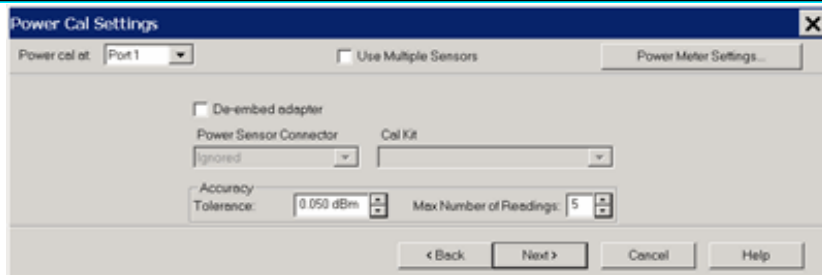 Power Cal Settings
Power cal at: Port 1 Use Multiple Sensors Power Meter Settings...
De-embed adapter
Power Sensor Connector Cal Kit
Ignored
Accuracy
Tolerance: 0.050 dBm Max Number of Readings: 5
< Back Next > Cancel Help